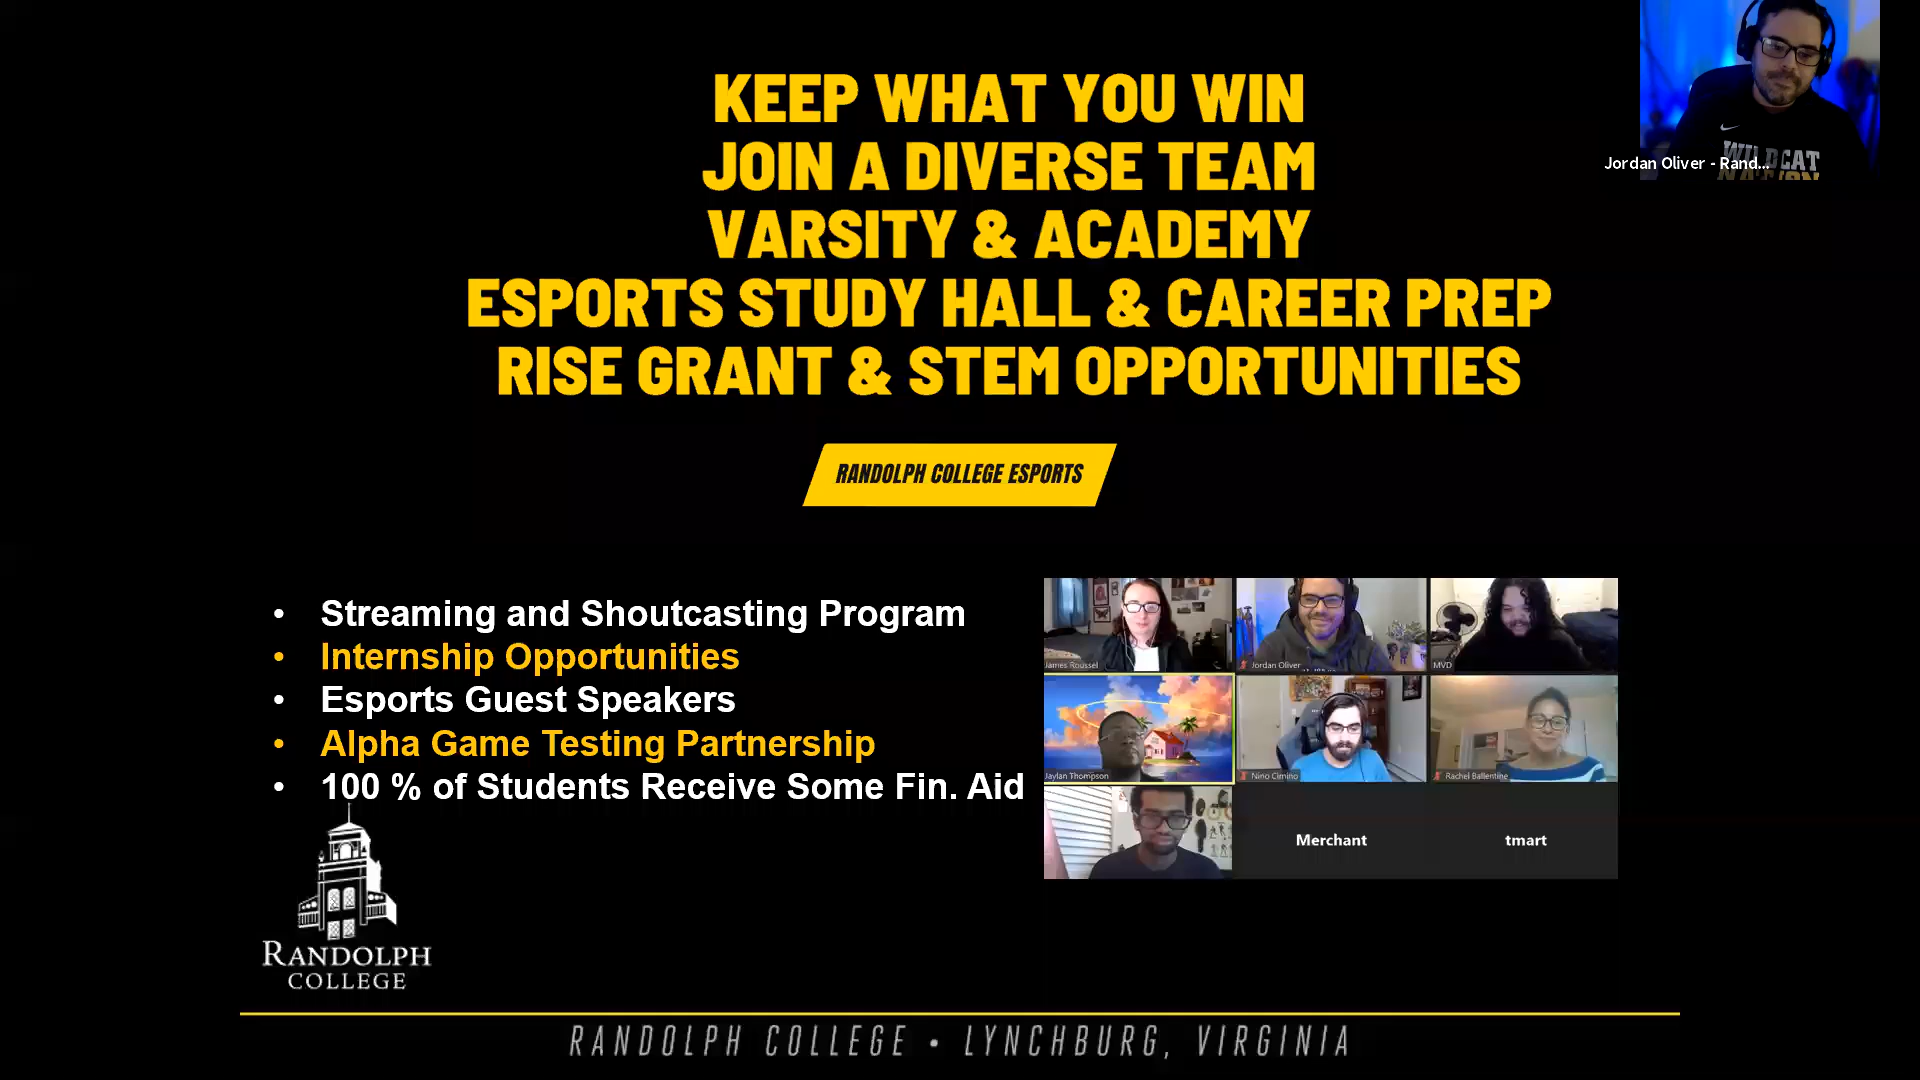 KEEP WHAT YOU WIN
JOIN A DIVERSE TEAM
VARSITY & ACADEMY
ESPORTS STUDY HALL & CAREER PREP
RISE GRANT & STEM OPPORTUNITIES
WILDCAT
NATION
Jordan Oliver - Rand...
RANDOLPH COLLEGE ESPORTS
• Streaming and Shoutcasting Program
• Internship Opportunities
• Esports Guest Speakers
• Alpha Game Testing Partnership
• 100 % of Students Receive Some Fin. Aid
James Roussel
Jordan Oliver
MVD
Jaylan Thompson
Nino Cimino
Rachel Ballentine
Merchant
tmart
RANDOLPH
COLLEGE
RANDOLPH COLLEGE • LYNCHBURG, VIRGINIA